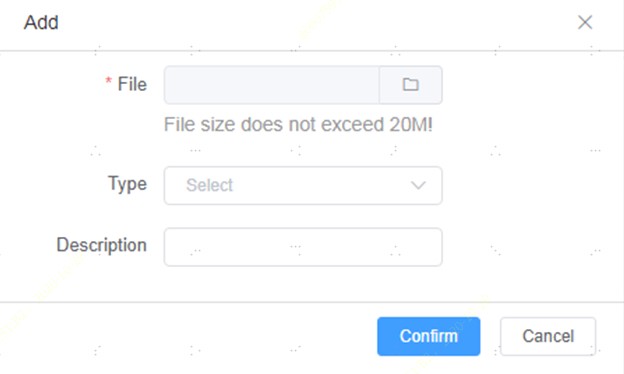 Add
* File
File size does not exceed 20M!
Type
Select
Description
Confirm
Cancel